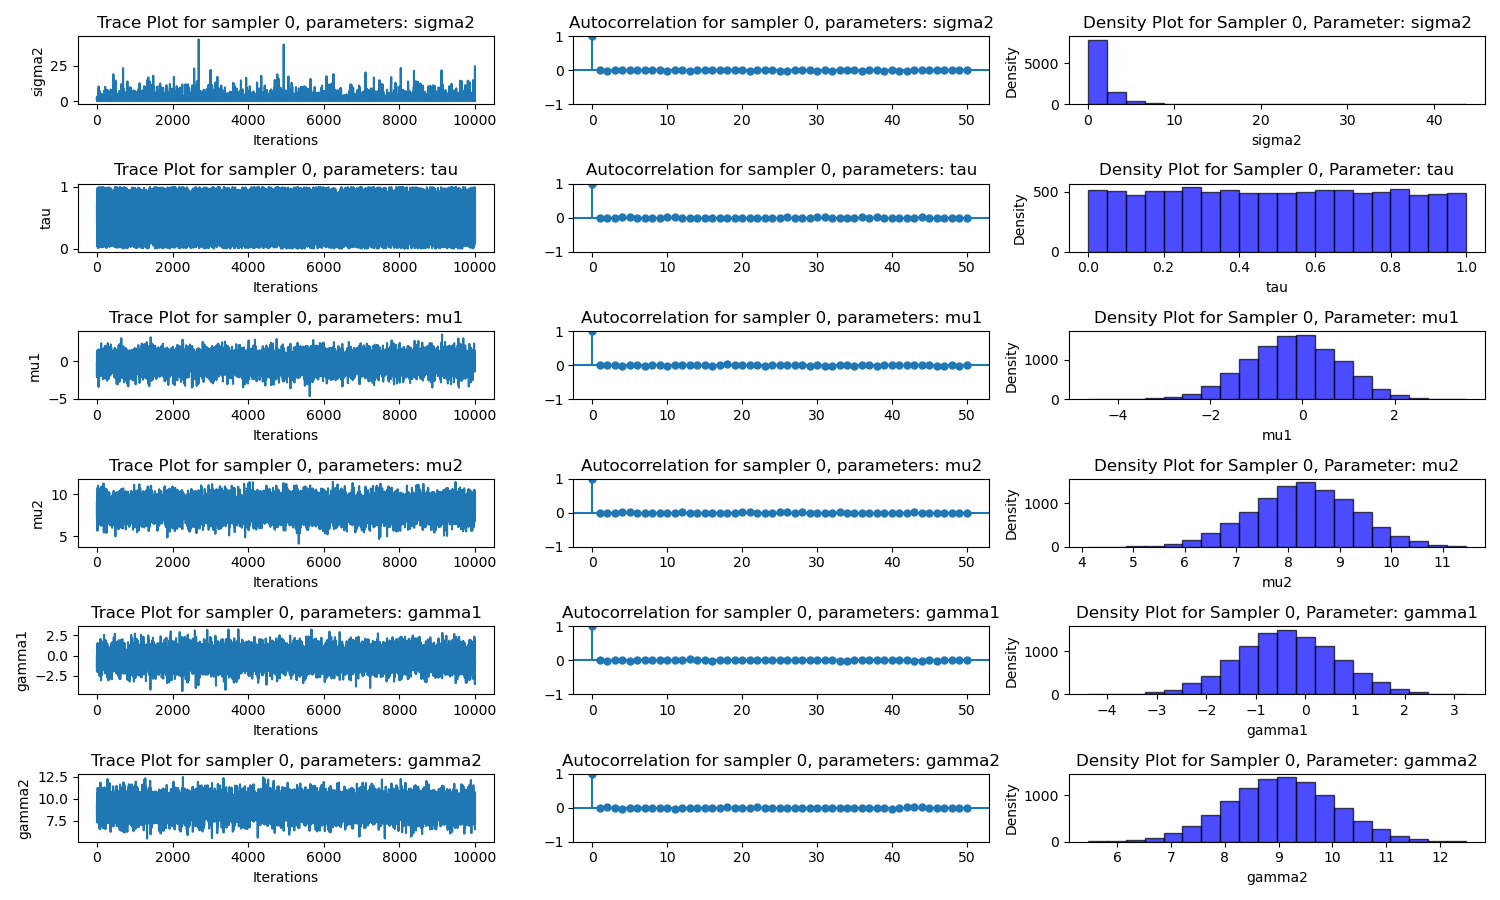 Trace Plot for sampler 0, parameters: sigma2
sigma2
25
0
0 2000 4000 6000 8000 10000
Iterations
Autocorrelation for sampler 0, parameters: sigma2
1
0
−1
0 10 20 30 40 50
Density Plot for Sampler 0, Parameter: sigma2
Density
5000
0
0 10 20 30 40
sigma2
Trace Plot for sampler 0, parameters: tau
tau
1
0
0 2000 4000 6000 8000 10000
Iterations
Autocorrelation for sampler 0, parameters: tau
1
0
−1
0 10 20 30 40 50
Density Plot for Sampler 0, Parameter: tau
Density
500
0
0.0 0.2 0.4 0.6 0.8 1.0
tau
Trace Plot for sampler 0, parameters: mu1
mu1
0
−5
0 2000 4000 6000 8000 10000
Iterations
Autocorrelation for sampler 0, parameters: mu1
1
0
−1
0 10 20 30 40 50
Density Plot for Sampler 0, Parameter: mu1
Density
1000
0
−4 −2 0 2
mu1
Trace Plot for sampler 0, parameters: mu2
mu2
10
5
0 2000 4000 6000 8000 10000
Iterations
Autocorrelation for sampler 0, parameters: mu2
1
0
−1
0 10 20 30 40 50
Density Plot for Sampler 0, Parameter: mu2
Density
1000
0
4 5 6 7 8 9 10 11
mu2
Trace Plot for sampler 0, parameters: gamma1
gamma1
2.5
0.0
−2.5
0 2000 4000 6000 8000 10000
Iterations
Autocorrelation for sampler 0, parameters: gamma1
1
0
−1
0 10 20 30 40 50
Density Plot for Sampler 0, Parameter: gamma1
Density
1000
0
−4 −3 −2 −1 0 1 2 3
gamma1
Trace Plot for sampler 0, parameters: gamma2
gamma2
12.5
10.0
7.5
0 2000 4000 6000 8000 10000
Iterations
Autocorrelation for sampler 0, parameters: gamma2
1
0
−1
0 10 20 30 40 50
Density Plot for Sampler 0, Parameter: gamma2
Density
1000
0
6 7 8 9 10 11 12
gamma2